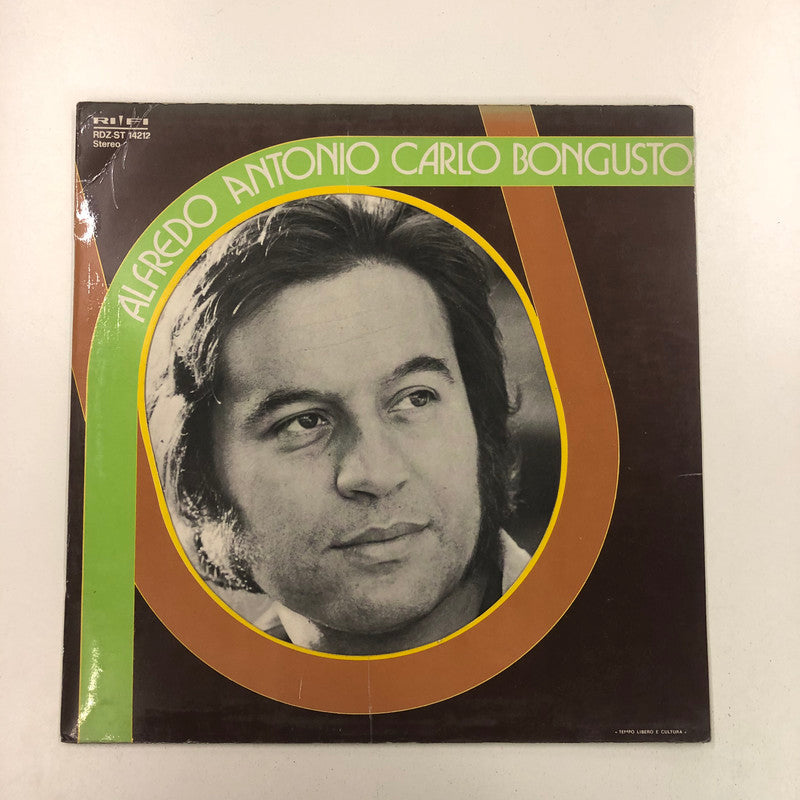 RI-FI
RDZ-ST 14212
Stereo
ALFREDO ANTONIO CARLO BONGUSTO
- TEMPO LIBERO E CULTURA -